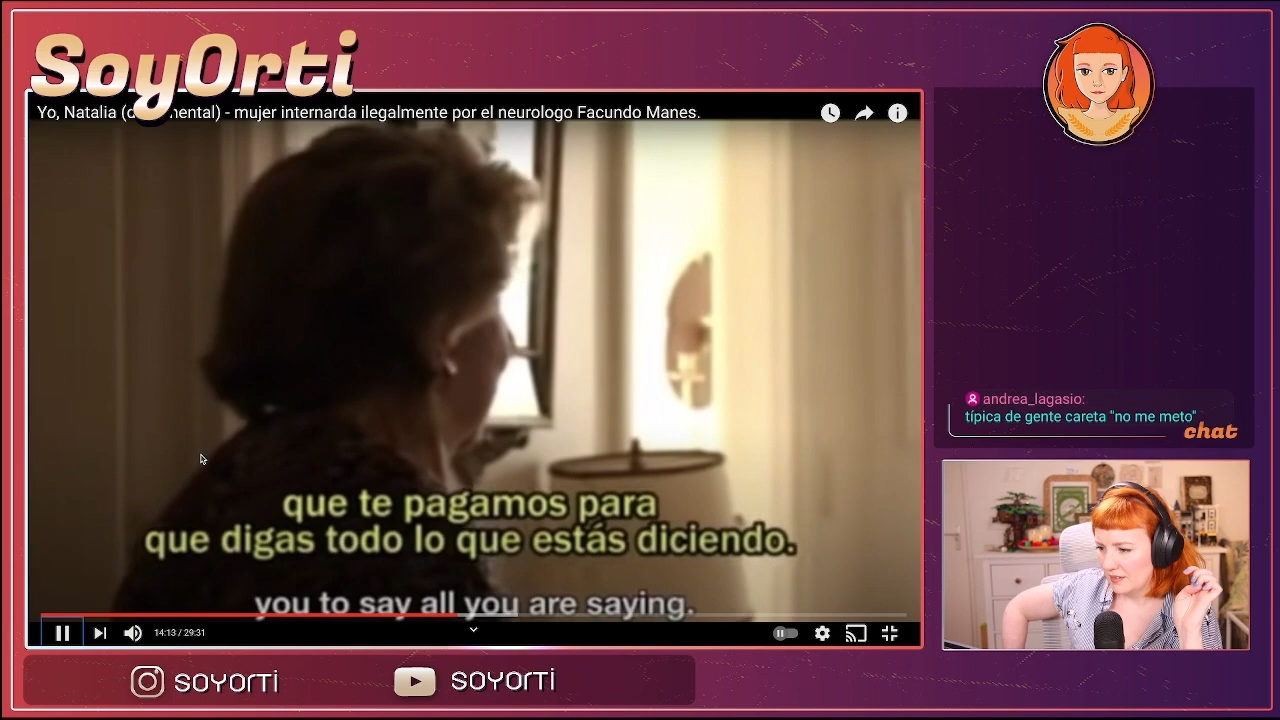 SoyOrti
Yo, Natalia (d mental) - mujer internarda ilegalmente por el neurologo Facundo Manes.
andrea_lagasio:
típica de gente careta "no me meto"
chat
que te pagamos para
que digas todo lo que estás diciendo.
you to say all you are saying.
14:13 / 29:31
SOYORTI
SOYORTI